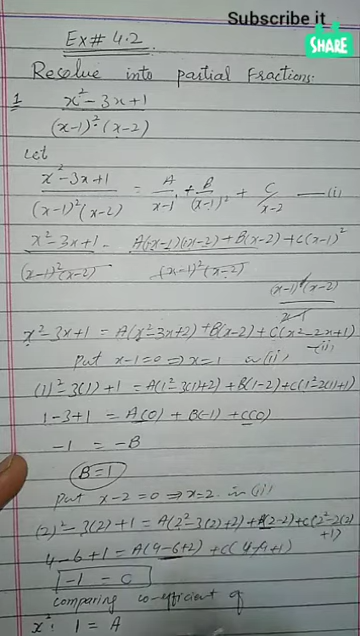 Subscribe it
SHARE
Ex# 4.2
Resolve into partial Fractions:
1 x²-3x+1
(x-1)²(x-2)
Let
x²-3x+1 / (x-1)²(x-2) = A/x-1 + B/(x-1)² + C/x-2 —(i)
x²-3x+1 / (x-1)²(x-2) = A(x-1)(x-2)+B(x-2)+C(x-1)² / (x-1)²(x-2)
(x-1)²(x-2)
x-1
x²-3x+1 = A(x²-3x+2)+B(x-2)+C(x²-2x+1)
—(ii)
Put x-1=0 ⇒ x=1 in (ii)
(1)²-3(1)+1 = A(1²-3(1)+2)+B(1-2)+C(1²-2(1)+1)
1-3+1 = A(0)+B(-1)+C(0)
-1 = -B
B=1
put x-2=0 ⇒ x=2 in (ii)
(2)²-3(2)+1 = A(2²-3(2)+2)+B(2-2)+C(2²-2(2)
+1)
4-6+1 = A(4-6+2)+C(4-4+1)
-1 = C
comparing co-efficient of
x²: 1 = A